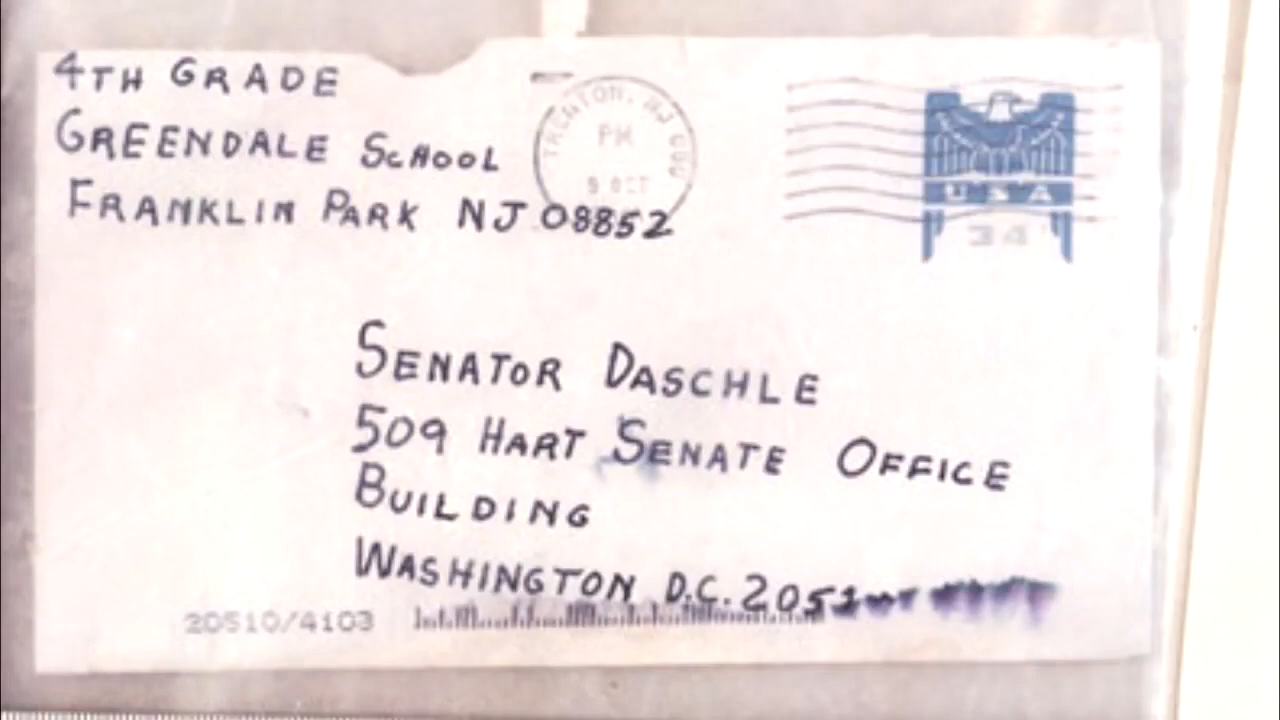 4TH GRADE
GREENDALE SCHOOL
FRANKLIN PARK NJ 08852
TRENTON, NJ
PM
9 OCT
USA
34
SENATOR DASCHLE
509 HART SENATE OFFICE
BUILDING
WASHINGTON D.C. 2051
20510/4103